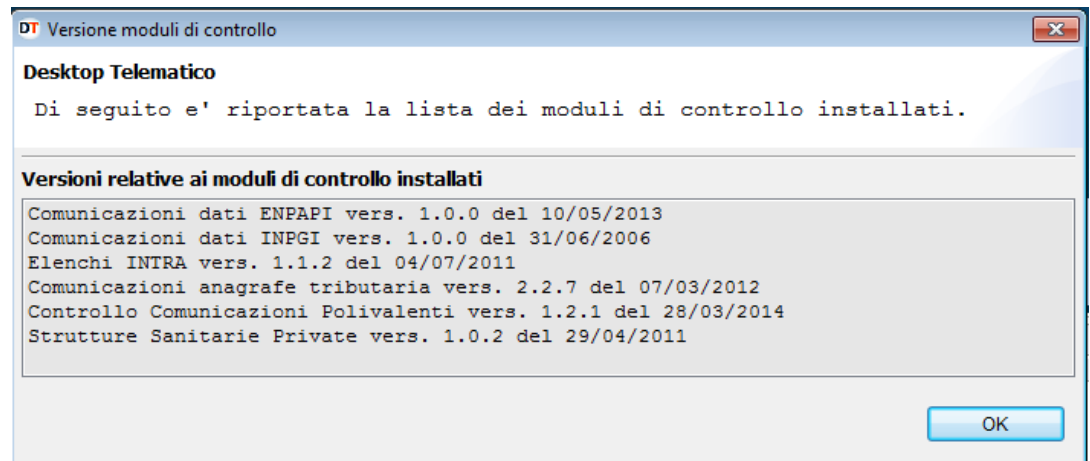 DT Versione moduli di controllo
Desktop Telematico
Di seguito e' riportata la lista dei moduli di controllo installati.
Versioni relative ai moduli di controllo installati
Comunicazioni dati ENPAPI vers. 1.0.0 del 10/05/2013
Comunicazioni dati INPGI vers. 1.0.0 del 31/06/2006
Elenchi INTRA vers. 1.1.2 del 04/07/2011
Comunicazioni anagrafe tributaria vers. 2.2.7 del 07/03/2012
Controllo Comunicazioni Polivalenti vers. 1.2.1 del 28/03/2014
Strutture Sanitarie Private vers. 1.0.2 del 29/04/2011
OK